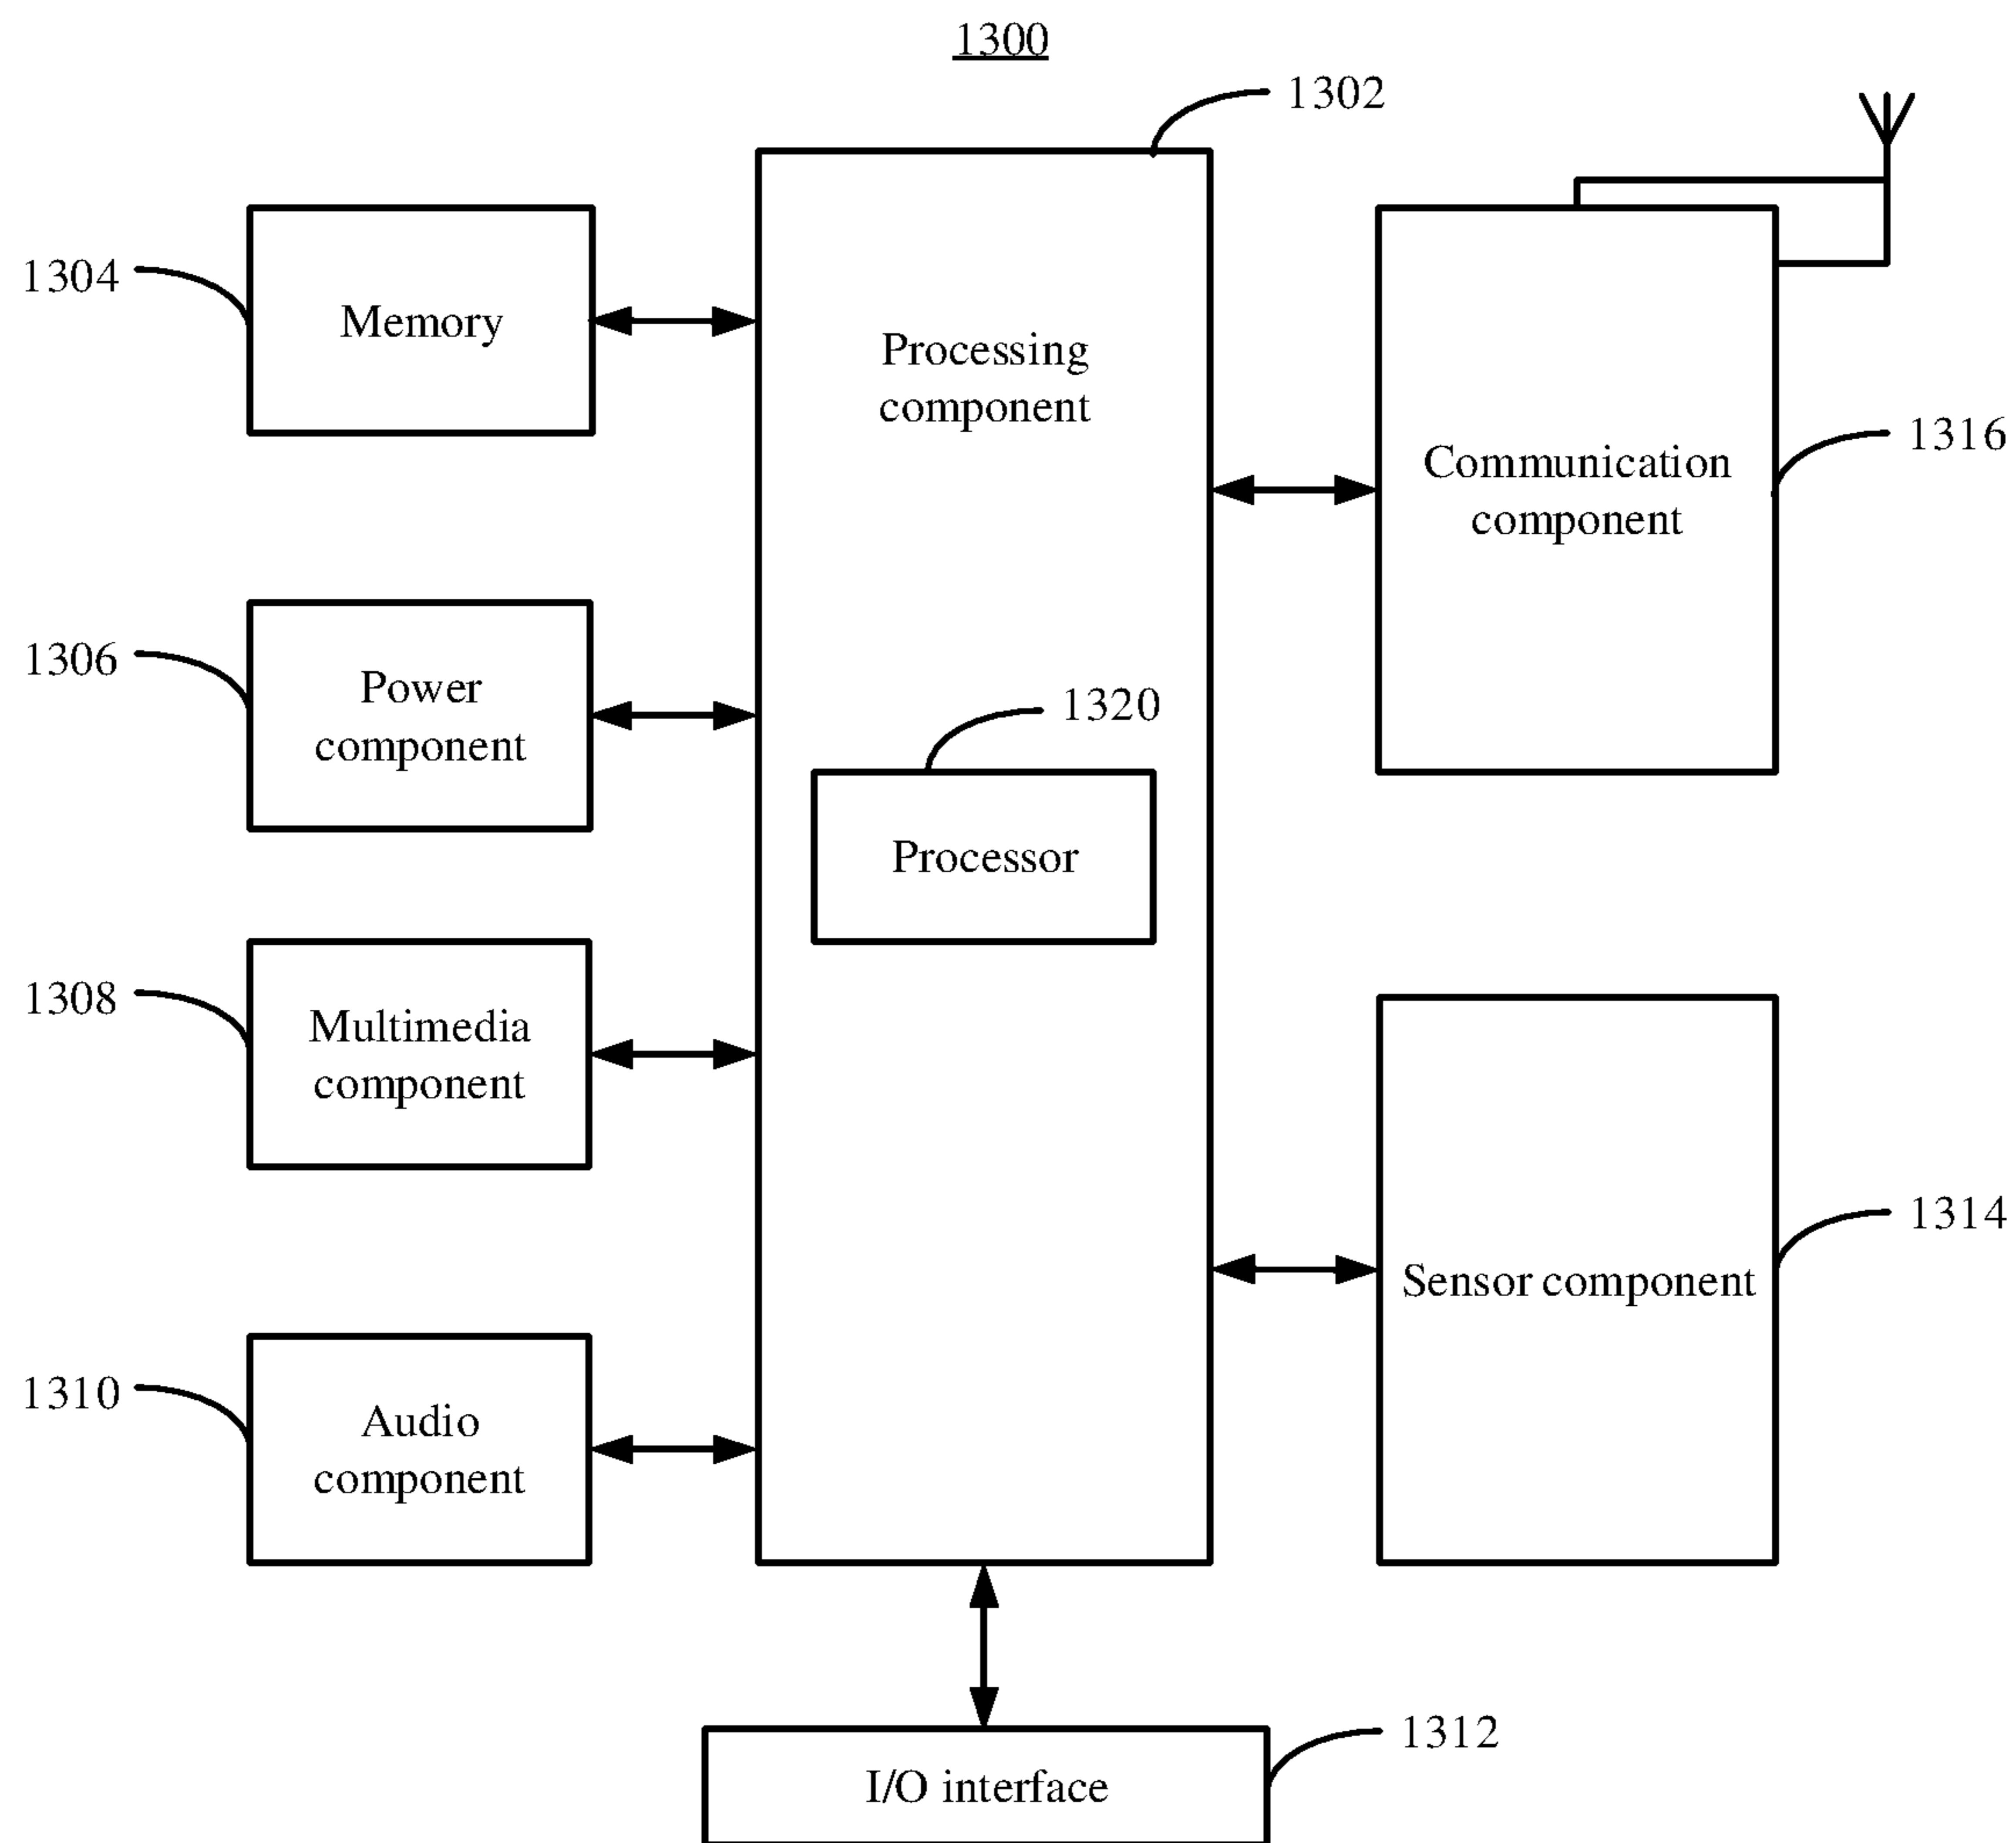 1300
1302
1304
Memory
Processing
component
Communication
component
1316
1306
Power
component
1320
Processor
1308
Multimedia
component
1314
Sensor component
1310
Audio
component
1312
I/O interface